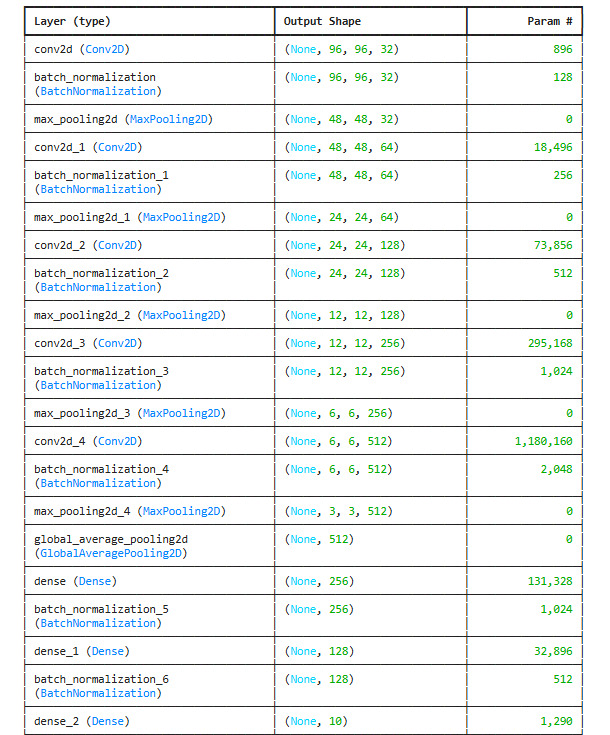 Layer (type) Output Shape Param #
conv2d (Conv2D) (None, 96, 96, 32) 896
batch_normalization (None, 96, 96, 32) 128
(BatchNormalization)
max_pooling2d (MaxPooling2D) (None, 48, 48, 32) 0
conv2d_1 (Conv2D) (None, 48, 48, 64) 18,496
batch_normalization_1 (None, 48, 48, 64) 256
(BatchNormalization)
max_pooling2d_1 (MaxPooling2D) (None, 24, 24, 64) 0
conv2d_2 (Conv2D) (None, 24, 24, 128) 73,856
batch_normalization_2 (None, 24, 24, 128) 512
(BatchNormalization)
max_pooling2d_2 (MaxPooling2D) (None, 12, 12, 128) 0
conv2d_3 (Conv2D) (None, 12, 12, 256) 295,168
batch_normalization_3 (None, 12, 12, 256) 1,024
(BatchNormalization)
max_pooling2d_3 (MaxPooling2D) (None, 6, 6, 256) 0
conv2d_4 (Conv2D) (None, 6, 6, 512) 1,180,160
batch_normalization_4 (None, 6, 6, 512) 2,048
(BatchNormalization)
max_pooling2d_4 (MaxPooling2D) (None, 3, 3, 512) 0
global_average_pooling2d (None, 512) 0
(GlobalAveragePooling2D)
dense (Dense) (None, 256) 131,328
batch_normalization_5 (None, 256) 1,024
(BatchNormalization)
dense_1 (Dense) (None, 128) 32,896
batch_normalization_6 (None, 128) 512
(BatchNormalization)
dense_2 (Dense) (None, 10) 1,290